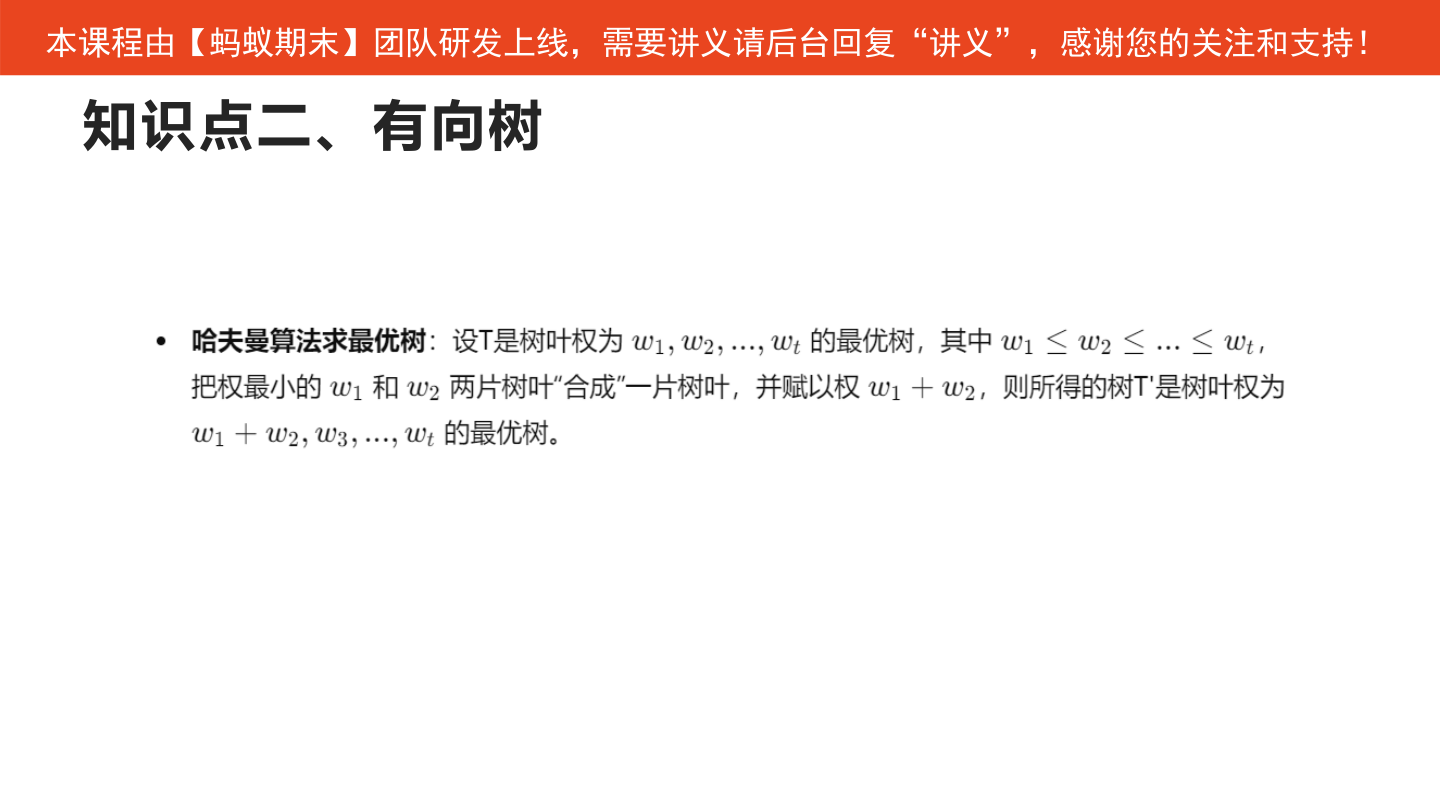 本课程由【蚂蚁期末】团队研发上线，需要讲义请后台回复“讲义”，感谢您的关注和支持！
知识点二、有向树
• 哈夫曼算法求最优树：设T是树叶权为 w₁, w₂, ..., wₜ 的最优树，其中 w₁ ≤ w₂ ≤ ... ≤ wₜ，
把权最小的 w₁ 和 w₂ 两片树叶“合成”一片树叶，并赋以权 w₁ + w₂，则所得的树T'是树叶权为
w₁ + w₂, w₃, ..., wₜ 的最优树。